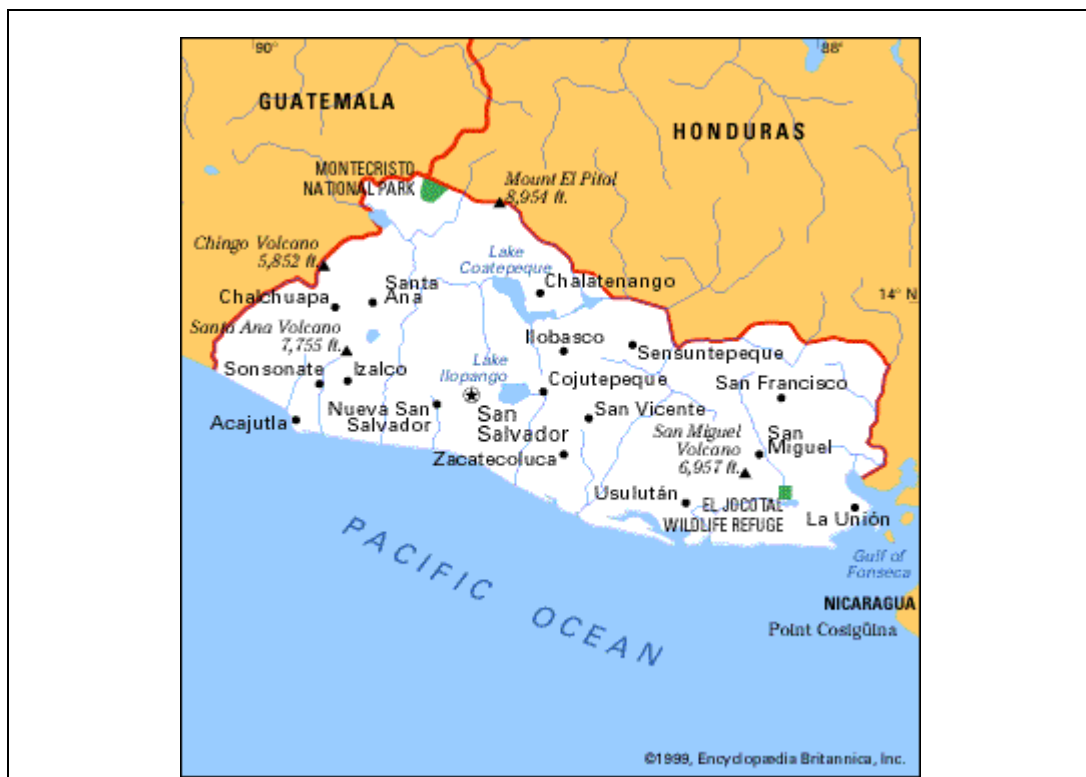 90°
88°
GUATEMALA
HONDURAS
MONTECRISTO
NATIONAL PARK
Mount El Pital
8,954 ft.
Chingo Volcano
5,852 ft.
Lake
Coatepeque
Santa
Ana
Chalatenango
14° N
Chalchuapa
Santa Ana Volcano
7,755 ft.
Ilobasco
Sensuntepeque
Sonsonate
Izalco
Lake
Ilopango
Cojutepeque
San Francisco
Acajutla
Nueva San
Salvador
San
Salvador
San Vicente
San Miguel
Volcano
6,957 ft.
San
Miguel
Zacatecoluca
Usulután
EL JOCOTAL
WILDLIFE REFUGE
La Unión
PACIFIC OCEAN
Gulf of
Fonseca
NICARAGUA
Point Cosigüina
©1999, Encyclopædia Britannica, Inc.